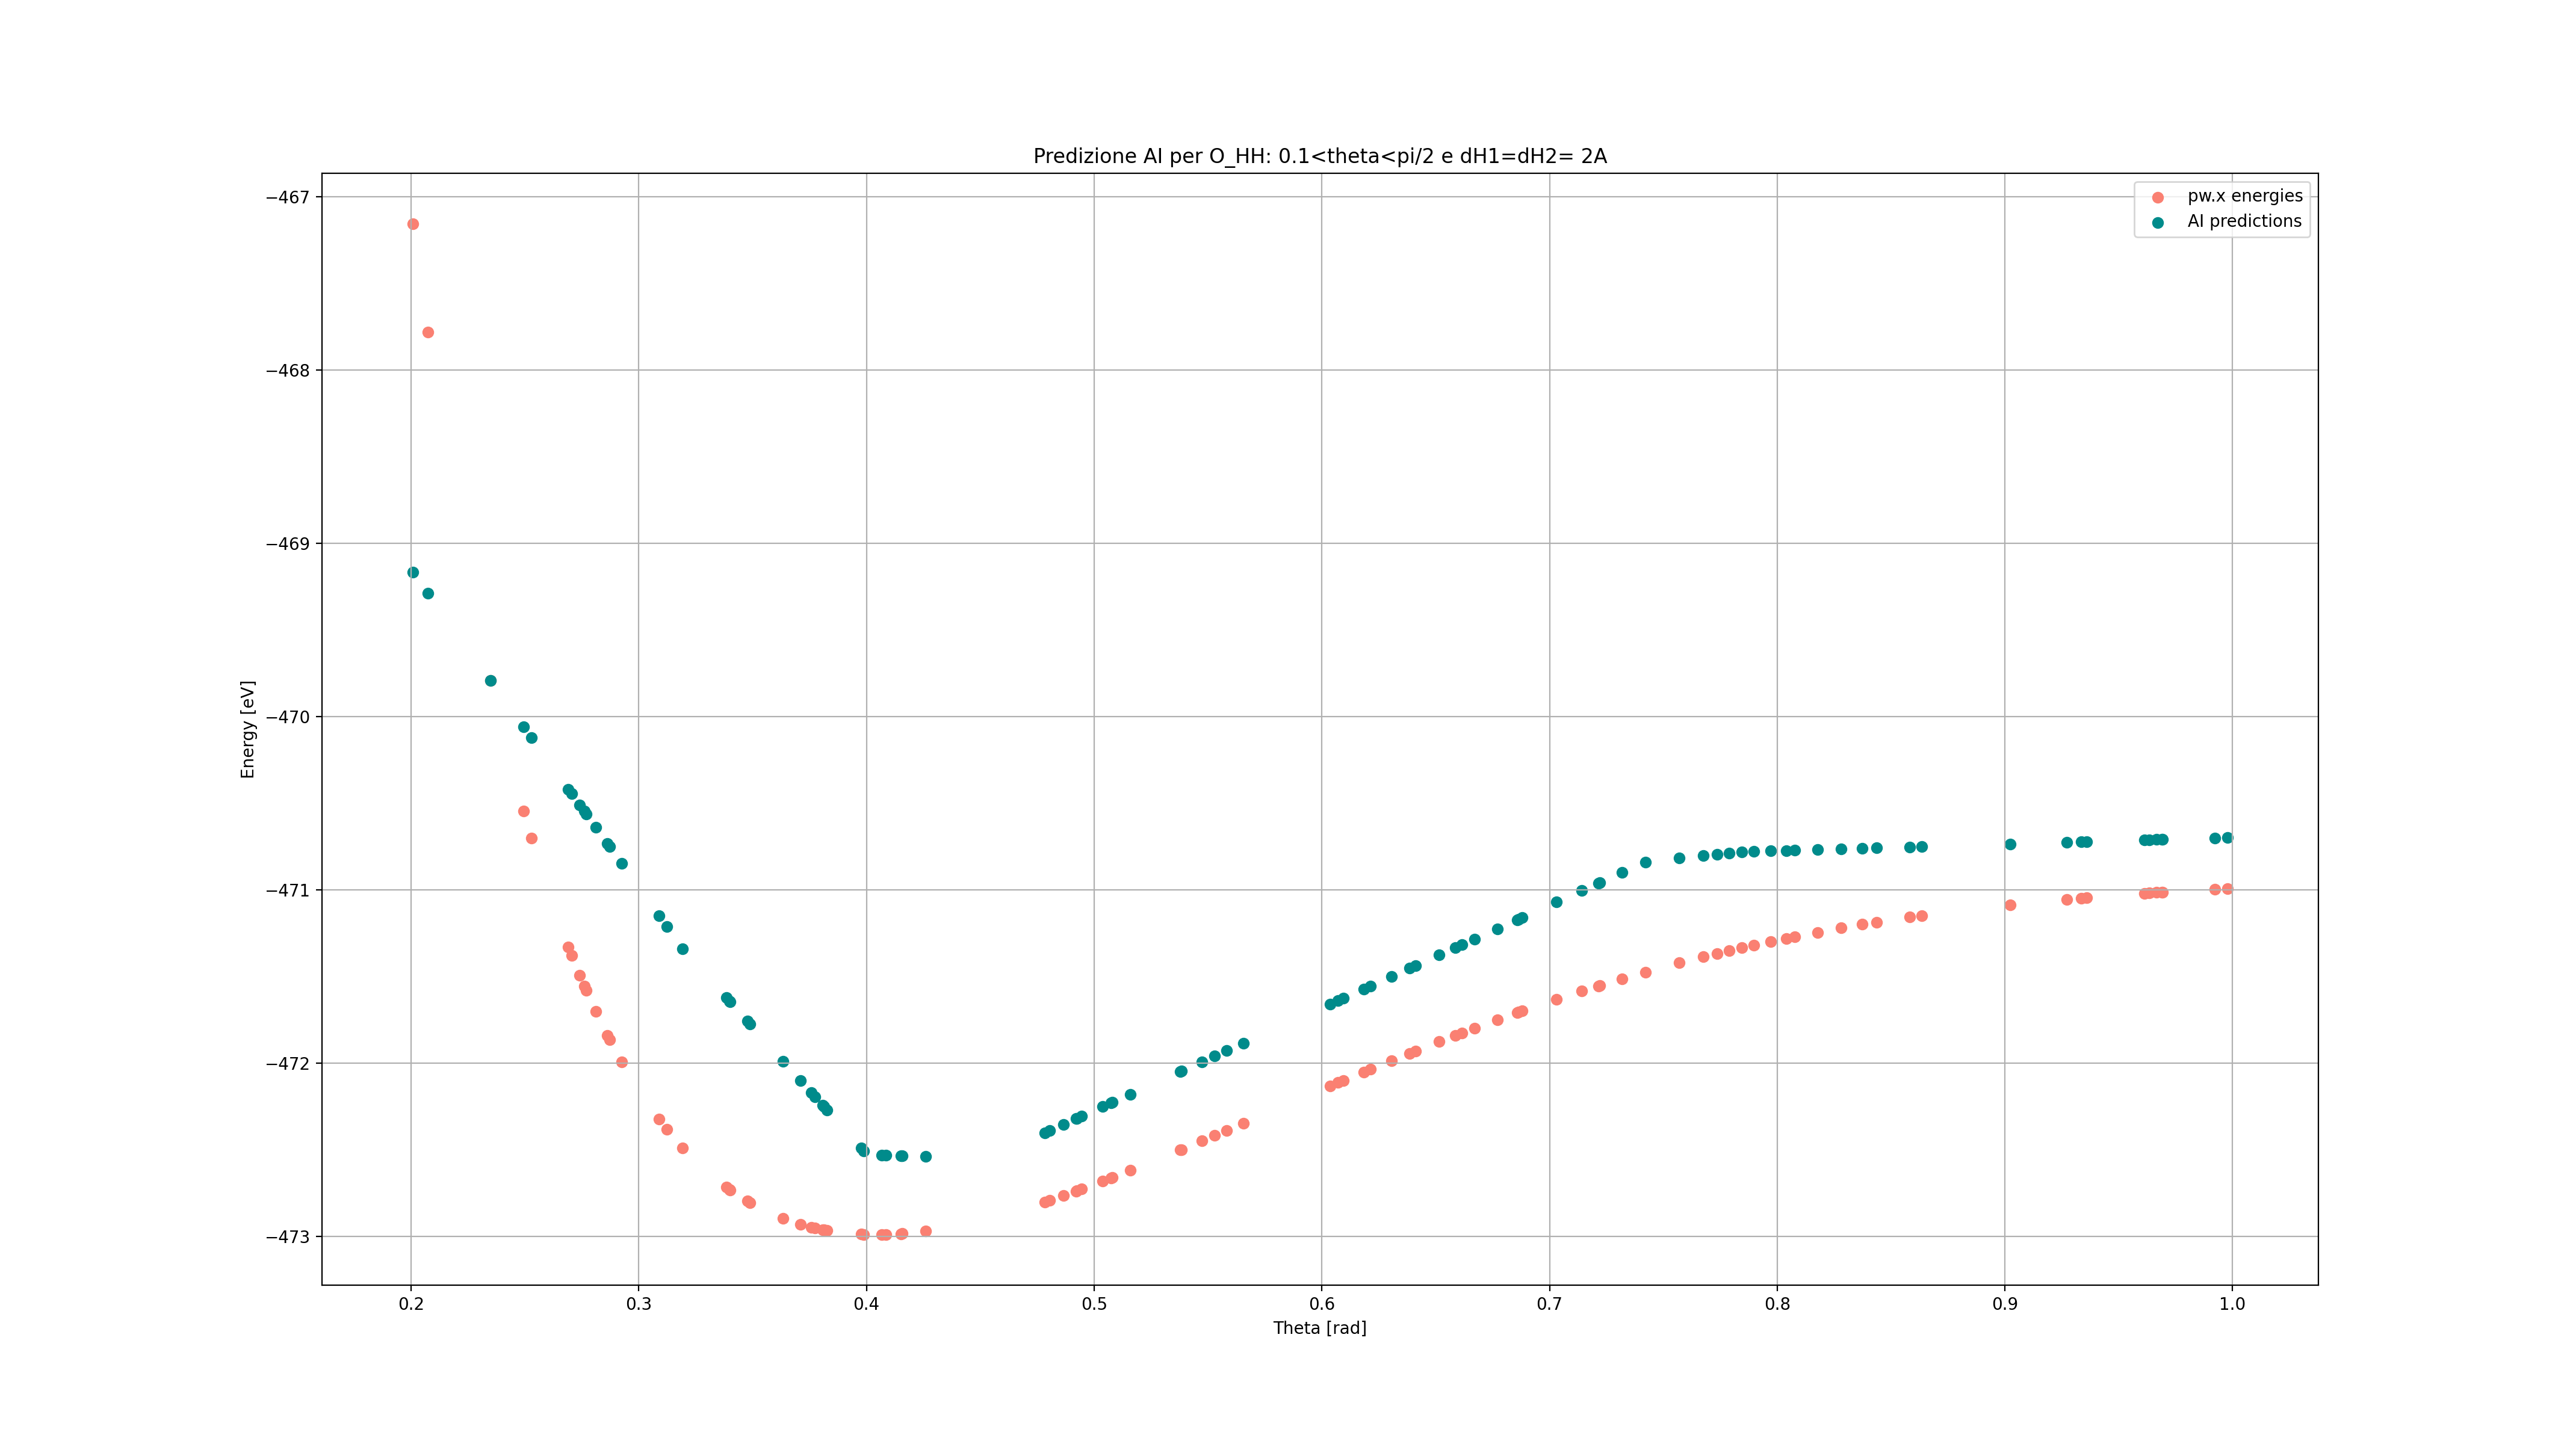 Predizione AI per O_HH: 0.1<theta<pi/2 e dH1=dH2= 2A
pw.x energies
AI predictions
Energy [eV]
−467
−468
−469
−470
−471
−472
−473
0.2 0.3 0.4 0.5 0.6 0.7 0.8 0.9 1.0
Theta [rad]